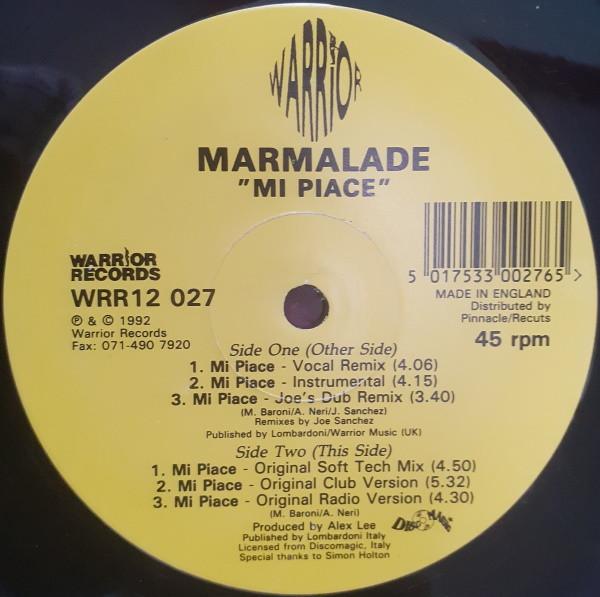 WARRIOR
MARMALADE
"MI PIACE"
WARRIOR
RECORDS
WRR12 027
℗ & © 1992
Warrior Records
Fax: 071-490 7920
5 017533 002765 >
MADE IN ENGLAND
Distributed by
Pinnacle/Recuts
45 rpm
Side One (Other Side)
1. Mi Piace - Vocal Remix (4.06)
2. Mi Piace - Instrumental (4.15)
3. Mi Piace - Joe's Dub Remix (3.40)
(M. Baroni/A. Neri/J. Sanchez)
Remixes by Joe Sanchez
Published by Lombardoni/Warrior Music (UK)
Side Two (This Side)
1. Mi Piace - Original Soft Tech Mix (4.50)
2. Mi Piace - Original Club Version (5.32)
3. Mi Piace - Original Radio Version (4.30)
(M. Baroni/A. Neri)
Produced by Alex Lee
Published by Lombardoni Italy
Licensed from Discomagic, Italy
Special thanks to Simon Holton